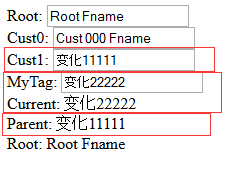 Root: Root Fname
Cust0: Cust 000 Fname
Cust1: 变化11111
MyTag: 变化22222
Current: 变化22222
Parent: 变化11111
Root: Root Fname